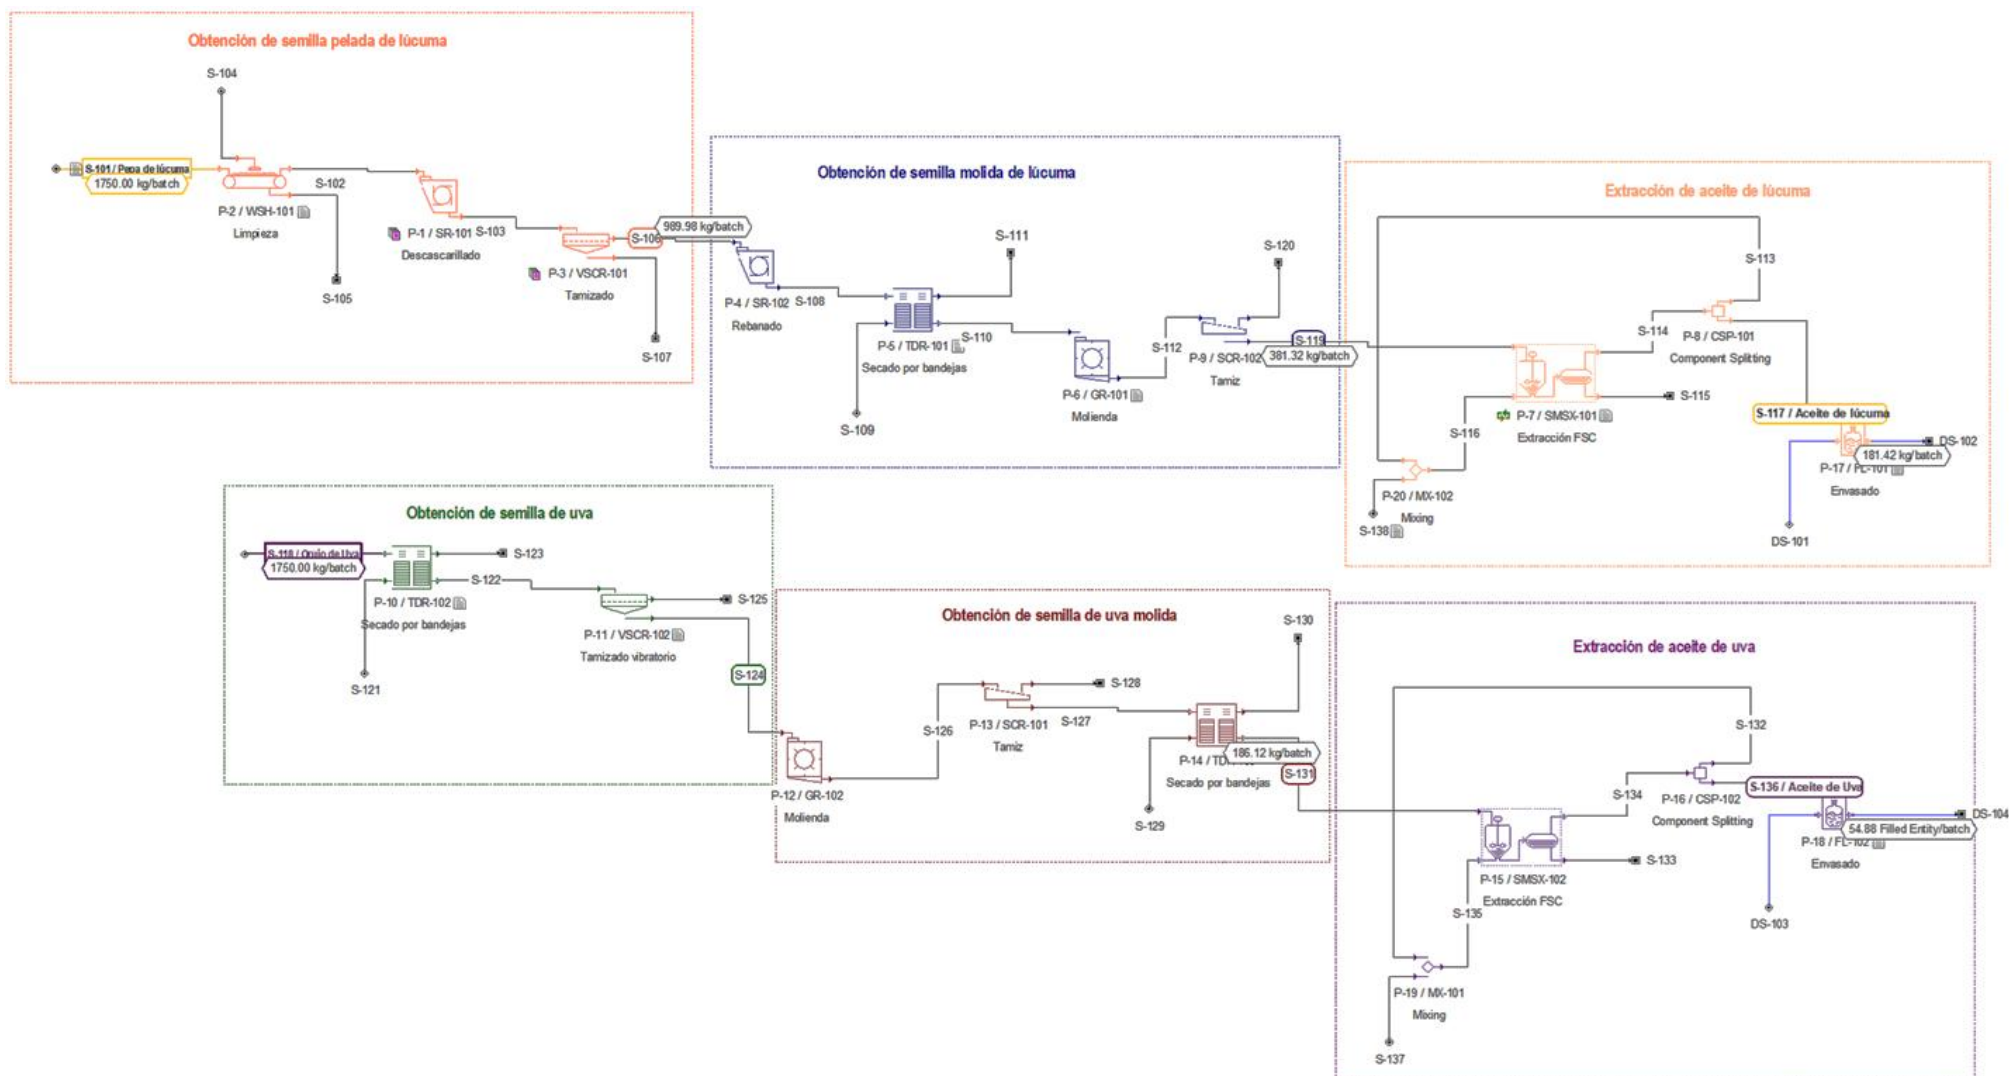 Obtención de semilla pelada de lúcuma
S-104
S-101 / Pepa de lúcuma
1750.00 kg/batch
S-102
P-2 / WSH-101
Limpieza
S-105
P-1 / SR-101
S-103
Descascarillado
P-3 / VSCR-101
Tamizado
S-106
989.98 kg/batch
S-107
Obtención de semilla molida de lúcuma
P-4 / SR-102
S-108
Rebanado
S-111
P-5 / TDR-101
S-110
Secado por bandejas
S-109
P-6 / GR-101
Molienda
S-112
S-120
P-9 / SCR-102
Tamiz
S-119
381.32 kg/batch
Extracción de aceite de lúcuma
S-113
S-114
P-8 / CSP-101
Component Splitting
P-7 / SMSX-101
Extracción FSC
S-115
S-116
S-117 / Aceite de lúcuma
DS-102
181.42 kg/batch
P-17 / FL-101
Envasado
P-20 / MX-102
Mixing
S-138
DS-101
Obtención de semilla de uva
S-118 / Orujo de Uva
1750.00 kg/batch
S-123
S-122
P-10 / TDR-102
Secado por bandejas
S-121
S-125
P-11 / VSCR-102
Tamizado vibratorio
S-124
Obtención de semilla de uva molida
P-12 / GR-102
Molienda
S-126
S-128
P-13 / SCR-101
S-127
Tamiz
S-130
186.12 kg/batch
P-14 /
S-131
Secado por bandejas
S-129
Extracción de aceite de uva
S-132
S-134
P-16 / CSP-102
Component Splitting
S-136 / Aceite de Uva
DS-104
54.88 Filled Entity/batch
P-18 / FL-102
Envasado
P-15 / SMSX-102
Extracción FSC
S-133
S-135
DS-103
P-19 / MX-101
Mixing
S-137